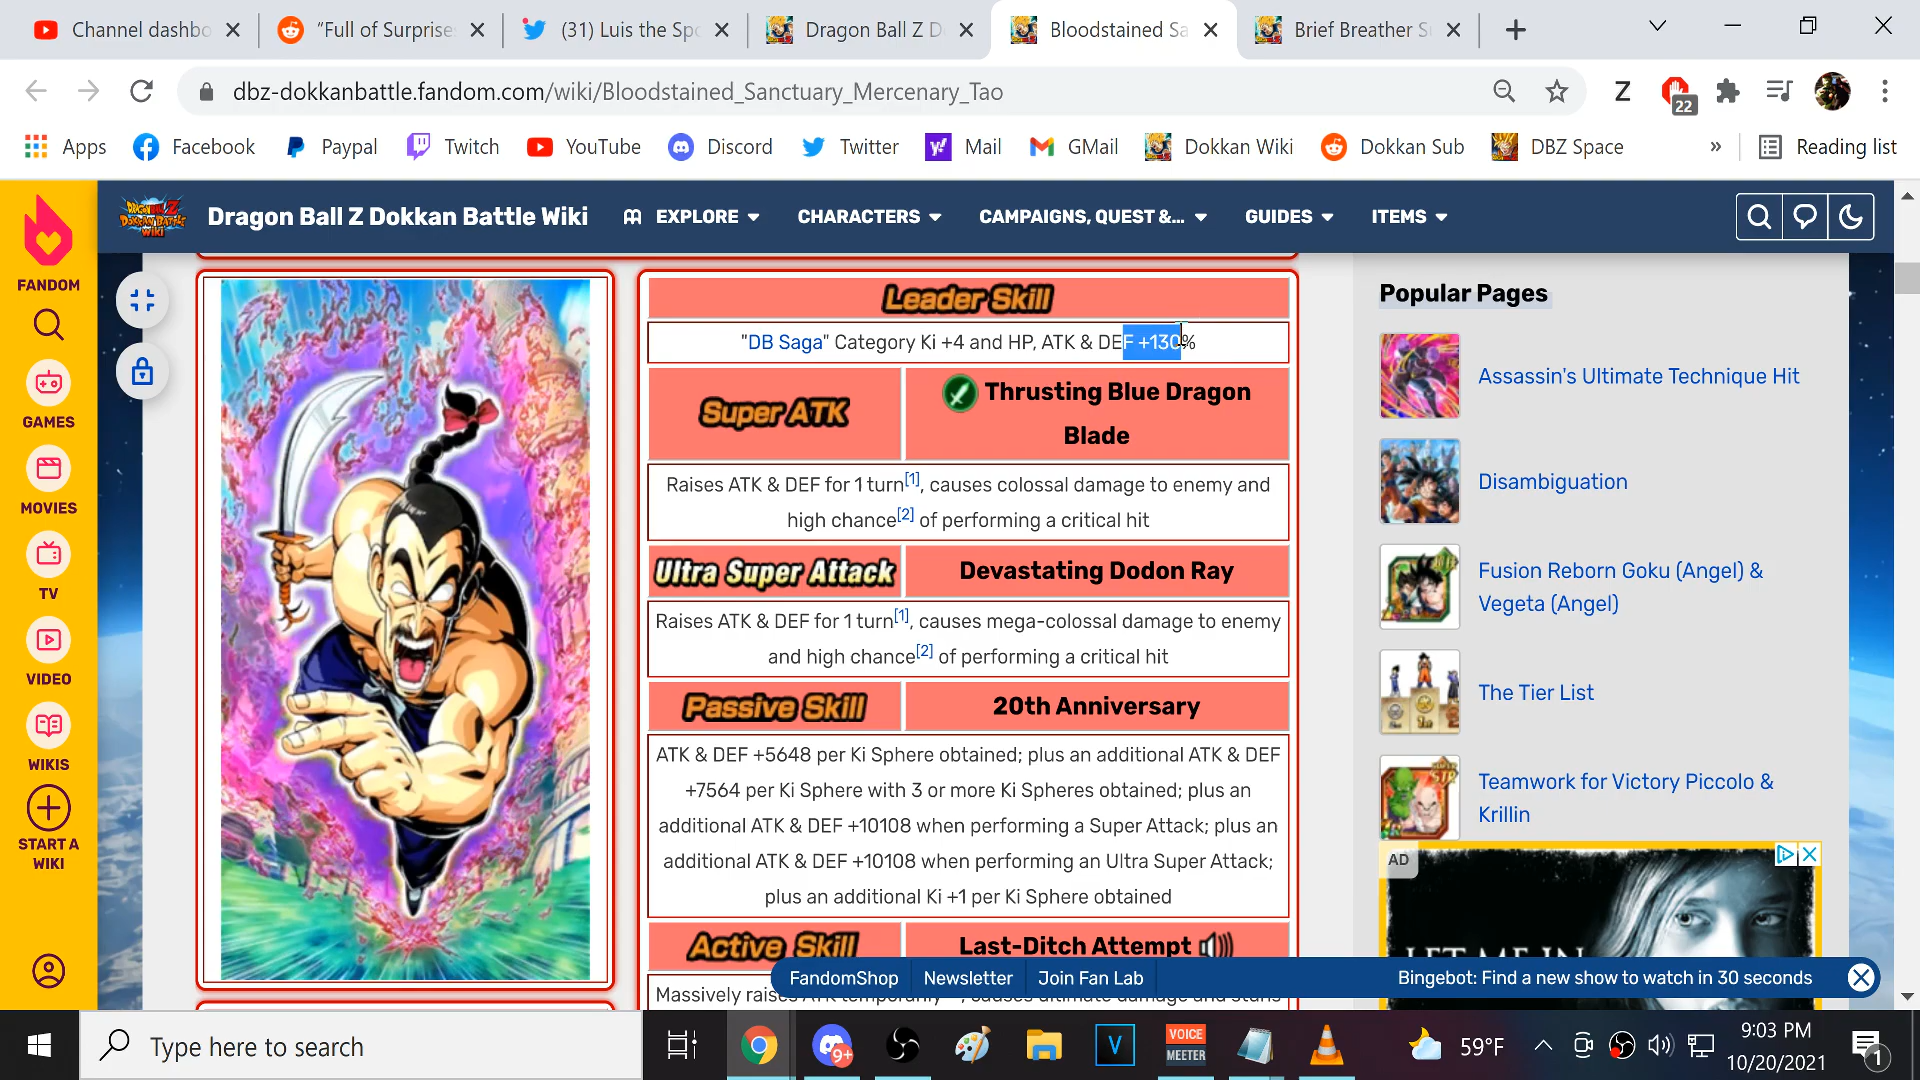 Channel dashbo
"Full of Surprise
(31) Luis the Spo
Dragon Ball Z D
Bloodstained Sa
Brief Breather S
dbz-dokkanbattle.fandom.com/wiki/Bloodstained_Sanctuary_Mercenary_Tao
Z
22
Apps
Facebook
Paypal
Twitch
YouTube
Discord
Twitter
Mail
GMail
Dokkan Wiki
Dokkan Sub
DBZ Space
»
Reading list
Dragon Ball Z Dokkan Battle Wiki
EXPLORE
CHARACTERS
CAMPAIGNS, QUEST &...
GUIDES
ITEMS
FANDOM
GAMES
MOVIES
TV
VIDEO
WIKIS
START A
WIKI
Leader Skill
"DB Saga" Category Ki +4 and HP, ATK & DEF +130%
Super ATK
Thrusting Blue Dragon
Blade
Raises ATK & DEF for 1 turn[1], causes colossal damage to enemy and
high chance[2] of performing a critical hit
Ultra Super Attack
Devastating Dodon Ray
Raises ATK & DEF for 1 turn[1], causes mega-colossal damage to enemy
and high chance[2] of performing a critical hit
Passive Skill
20th Anniversary
ATK & DEF +5648 per Ki Sphere obtained; plus an additional ATK & DEF
+7564 per Ki Sphere with 3 or more Ki Spheres obtained; plus an
additional ATK & DEF +10108 when performing a Super Attack; plus an
additional ATK & DEF +10108 when performing an Ultra Super Attack;
plus an additional Ki +1 per Ki Sphere obtained
Active Skill
Last-Ditch Attempt
Massively raises ATK temporarily
Popular Pages
Assassin's Ultimate Technique Hit
Disambiguation
Fusion Reborn Goku (Angel) &
Vegeta (Angel)
The Tier List
Teamwork for Victory Piccolo &
Krillin
AD
LET ME IN
FandomShop
Newsletter
Join Fan Lab
Bingebot: Find a new show to watch in 30 seconds
Type here to search
9+
V
VOICE
MEETER
59°F
9:03 PM
10/20/2021
1